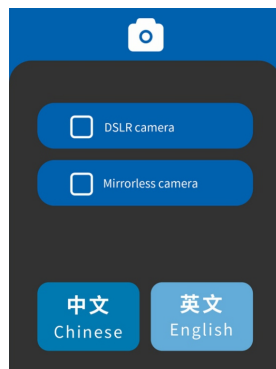 DSLR camera
Mirrorless camera
中文
Chinese
英文
English